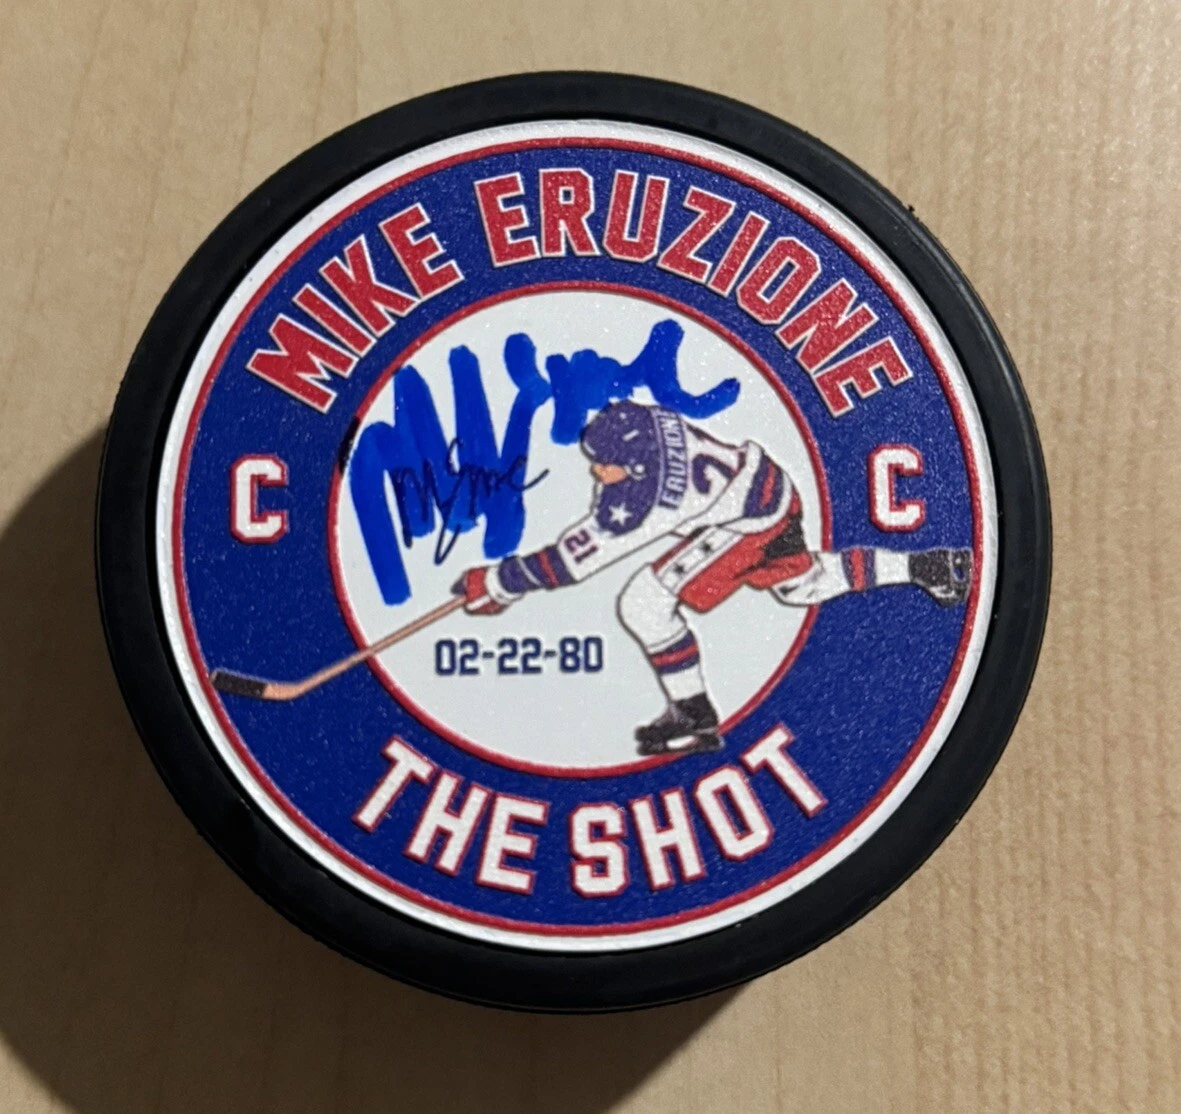 MIKE ERUZIONE
C
C
ERUZIONE
21
21
02-22-80
THE SHOT